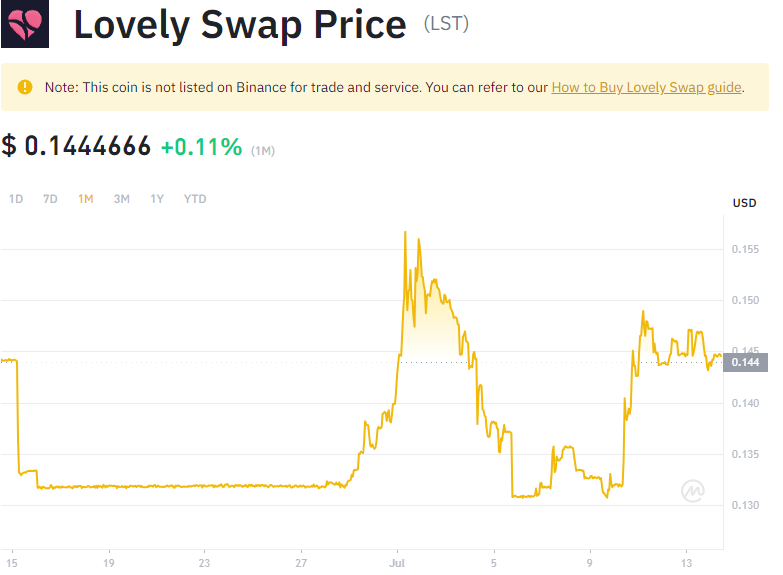 Lovely Swap Price (LST)
Note: This coin is not listed on Binance for trade and service. You can refer to our How to Buy Lovely Swap guide.
$ 0.1444666 +0.11% (1M)
1D 7D 1M 3M 1Y YTD
USD
0.155
0.150
0.145
0.144
0.140
0.135
0.130
15 19 23 27 Jul 5 9 13